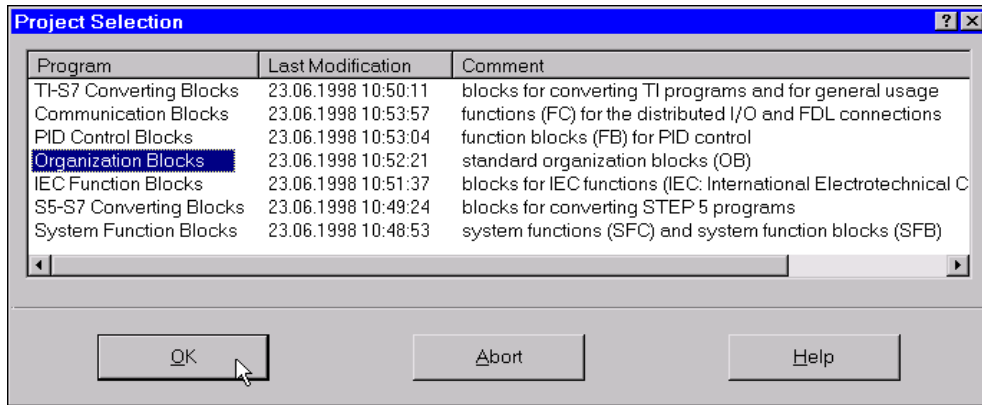 Project Selection
Program Last Modification Comment
TI-S7 Converting Blocks 23.06.1998 10:50:11 blocks for converting TI programs and for general usage
Communication Blocks 23.06.1998 10:53:57 functions (FC) for the distributed I/O and FDL connections
PID Control Blocks 23.06.1998 10:53:04 function blocks (FB) for PID control
Organization Blocks 23.06.1998 10:52:21 standard organization blocks (OB)
IEC Function Blocks 23.06.1998 10:51:37 blocks for IEC functions (IEC: International Electrotechnical C
S5-S7 Converting Blocks 23.06.1998 10:49:24 blocks for converting STEP 5 programs
System Function Blocks 23.06.1998 10:48:53 system functions (SFC) and system function blocks (SFB)
OK Abort Help